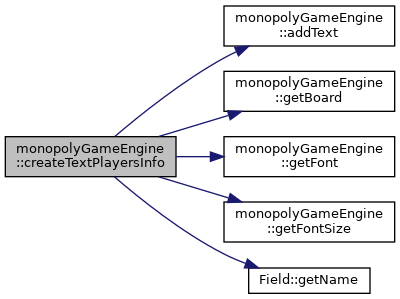 monopolyGameEngine
::createTextPlayersInfo
monopolyGameEngine
::addText
monopolyGameEngine
::getBoard
monopolyGameEngine
::getFont
monopolyGameEngine
::getFontSize
Field::getName